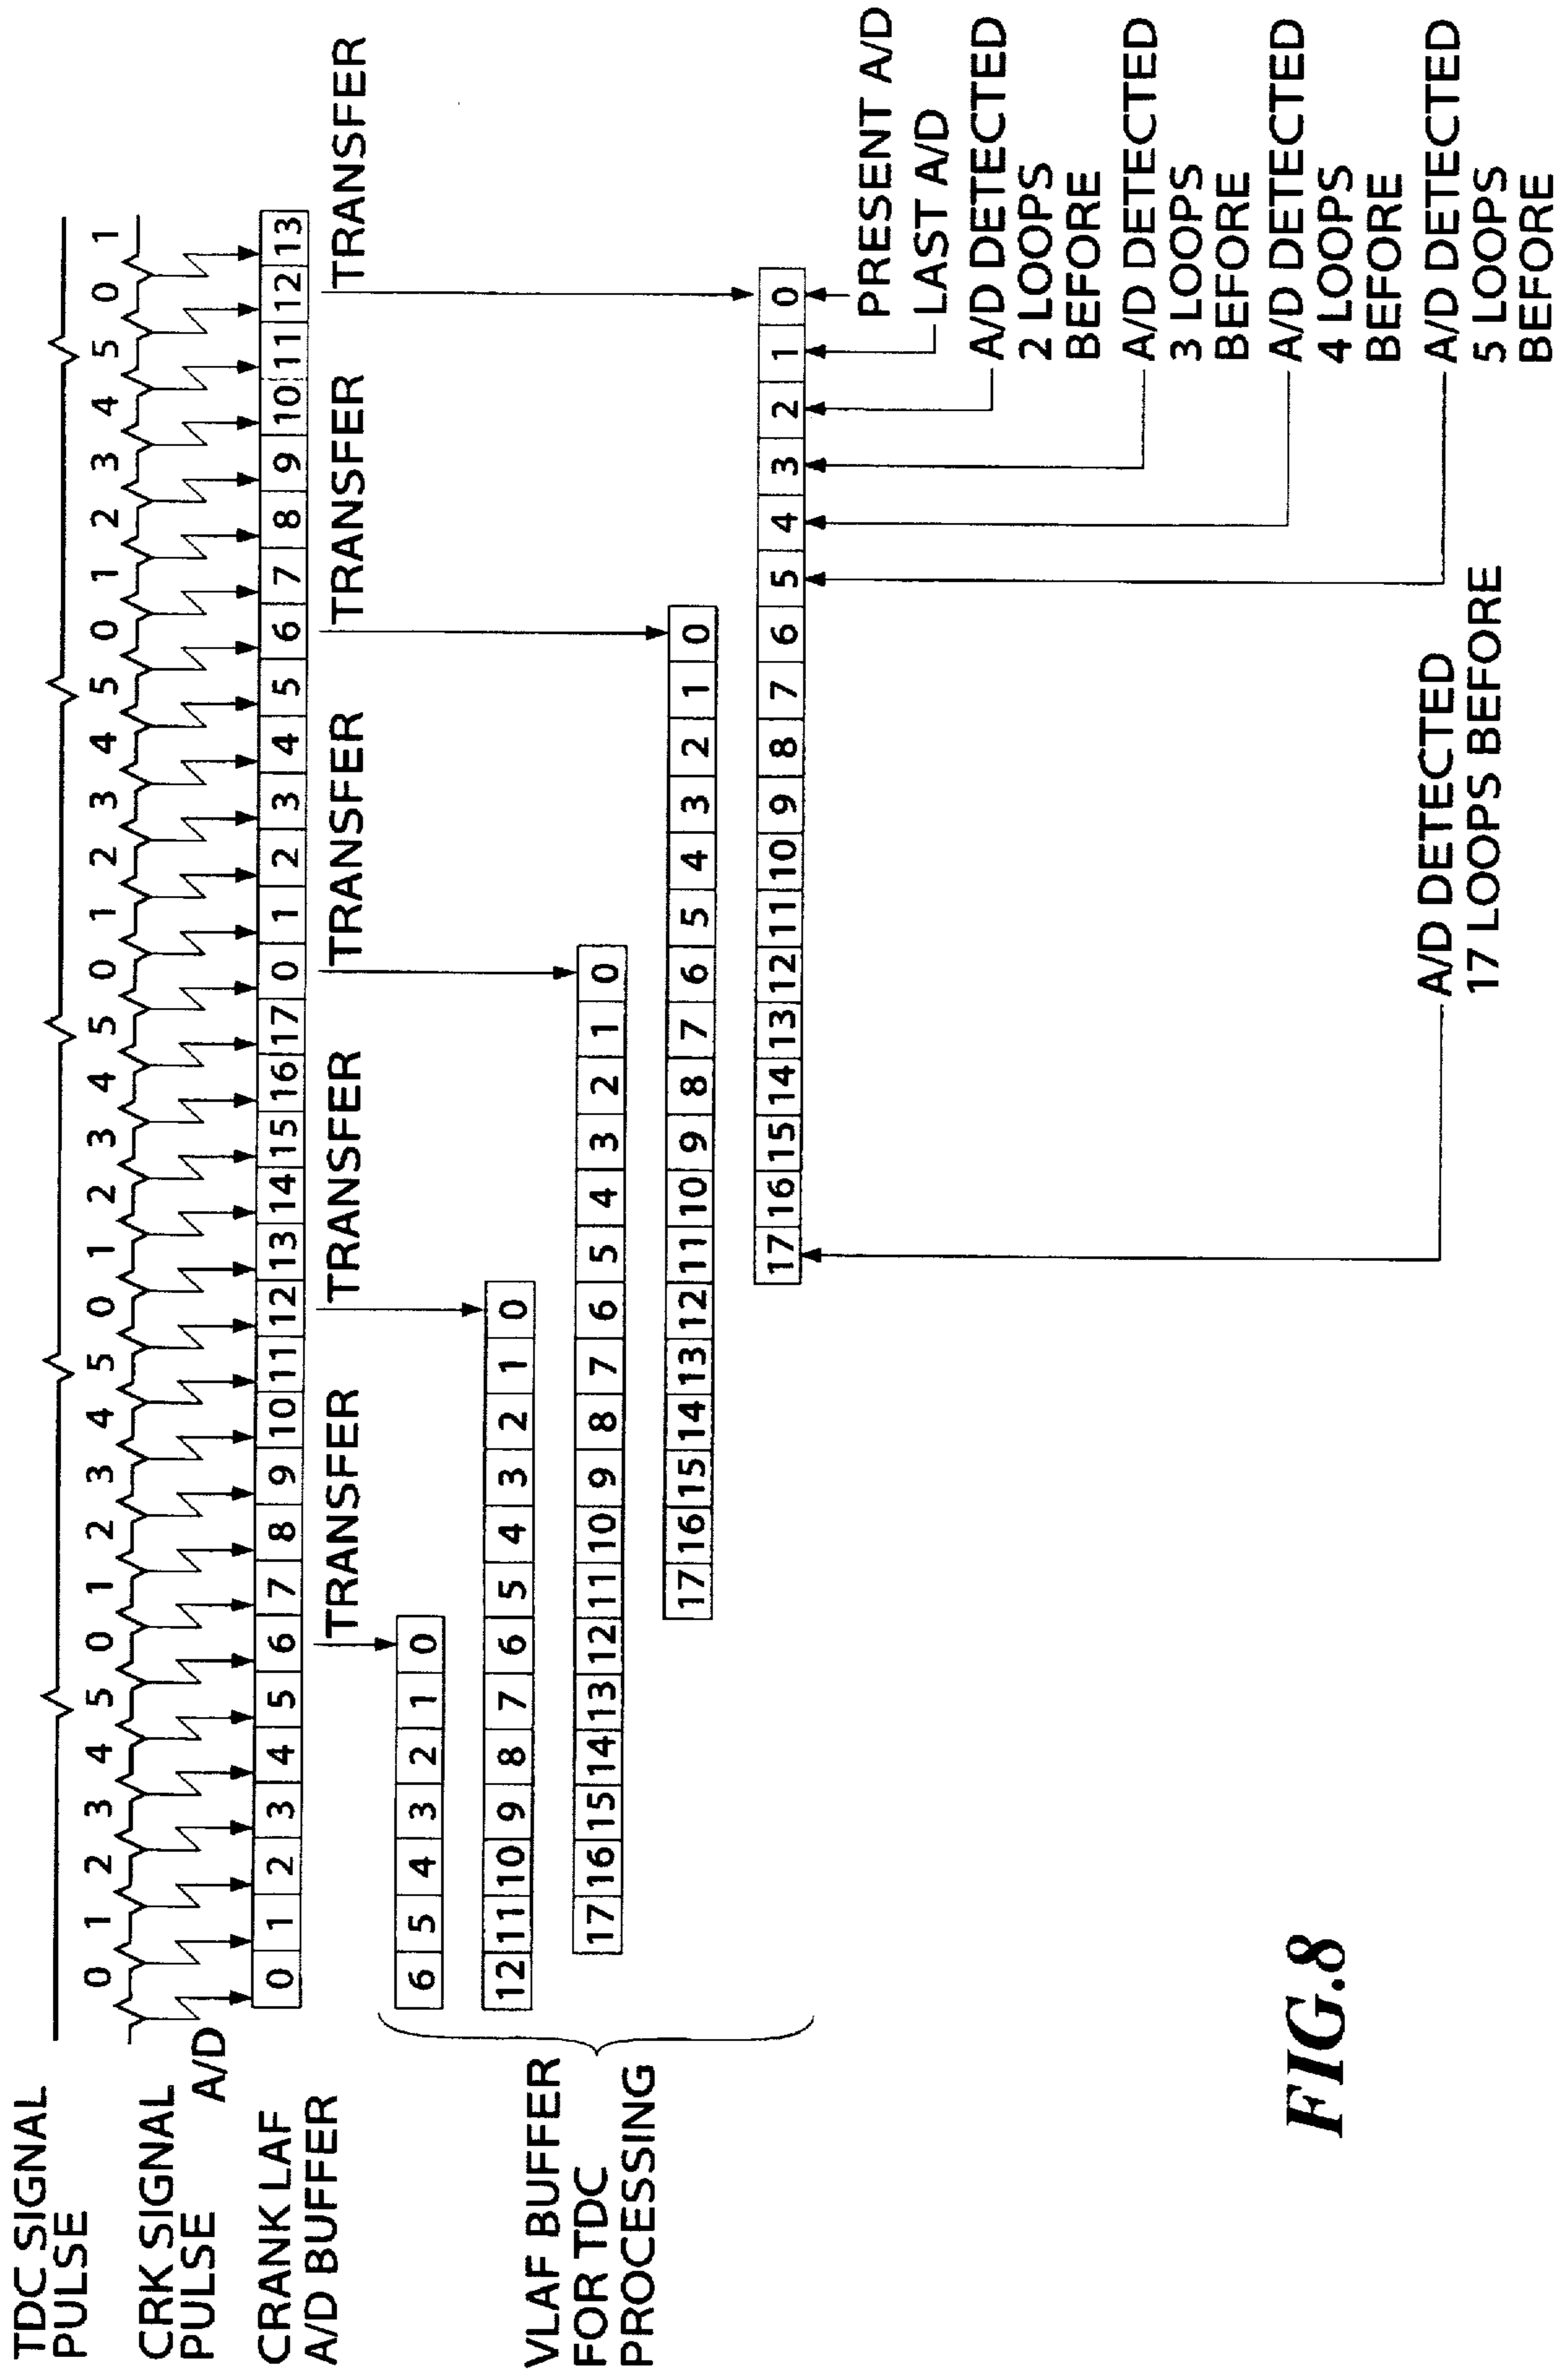 TDC SIGNAL
PULSE
0 1 2 3 4 5 0 1 2 3 4 5 0 1 2 3 4 5 0 1 2 3 4 5 0 1 2 3 4 5 0 1
CRK SIGNAL
PULSE
A/D
CRANK LAF
A/D BUFFER
0 1 2 3 4 5 6 7 8 9 10 11 12 13 14 15 16 17 0 1 2 3 4 5 6 7 8 9 10 11 12 13
TRANSFER TRANSFER TRANSFER TRANSFER TRANSFER
VLAF BUFFER
FOR TDC
PROCESSING
6 5 4 3 2 1 0
12 11 10 9 8 7 6 5 4 3 2 1 0
17 16 15 14 13 12 11 10 9 8 7 6 5 4 3 2 1 0
17 16 15 14 13 12 11 10 9 8 7 6 5 4 3 2 1 0
17 16 15 14 13 12 11 10 9 8 7 6 5 4 3 2 1 0
PRESENT A/D
LAST A/D
A/D DETECTED
2 LOOPS
BEFORE
A/D DETECTED
3 LOOPS
BEFORE
A/D DETECTED
4 LOOPS
BEFORE
A/D DETECTED
5 LOOPS
BEFORE
A/D DETECTED
17 LOOPS BEFORE
FIG.8